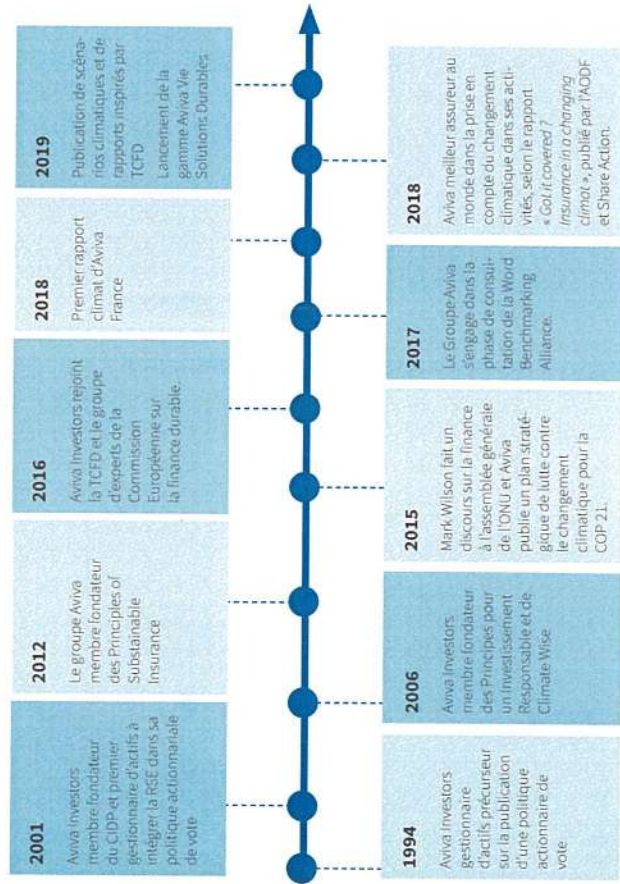 2001
Aviva Investors
membre fondateur
du CIDP et premier
gestionnaire d'actifs à
intégrer la RSE dans sa
politique actionnariale
de vote
2012
Le groupe Aviva
membre fondateur
des Principles of
Substainable
Insurance
2016
Aviva Investors rejoint
la TCFD et le groupe
d'experts de la
Commission
Européenne sur
la finance durable.
2018
Premier rapport
climat d'Aviva
France
2019
Publication de scéna-
rios climatiques et de
rapports inspirés par
TCFD
Lancement de la
gamme Aviva Vie
Solutions Durables
1994
Aviva Investors
gestionnaire
d'actifs précurseur
sur la publication
d'une politique
actionnaire de
vote
2006
Aviva Investors
membre fondateur
des Principes pour
un Investissement
Responsable et de
Climate Wise
2015
Mark Wilson fait un
discours sur la finance
à l'assemblée générale
de l'ONU et Aviva
publie un plan straté-
gique de lutte contre
le changement
climatique pour la
COP 21.
2017
Le Groupe Aviva
s'engage dans la
phase de consul-
tation de la Word
Benchmarking
Alliance.
2018
Aviva meilleur assureur au
monde dans la prise en
compte du changement
climatique dans ses acti-
vités, selon le rapport
« Got it covered ?
Insurance in a changing
climat », publié par l'AODF
et Share Action.